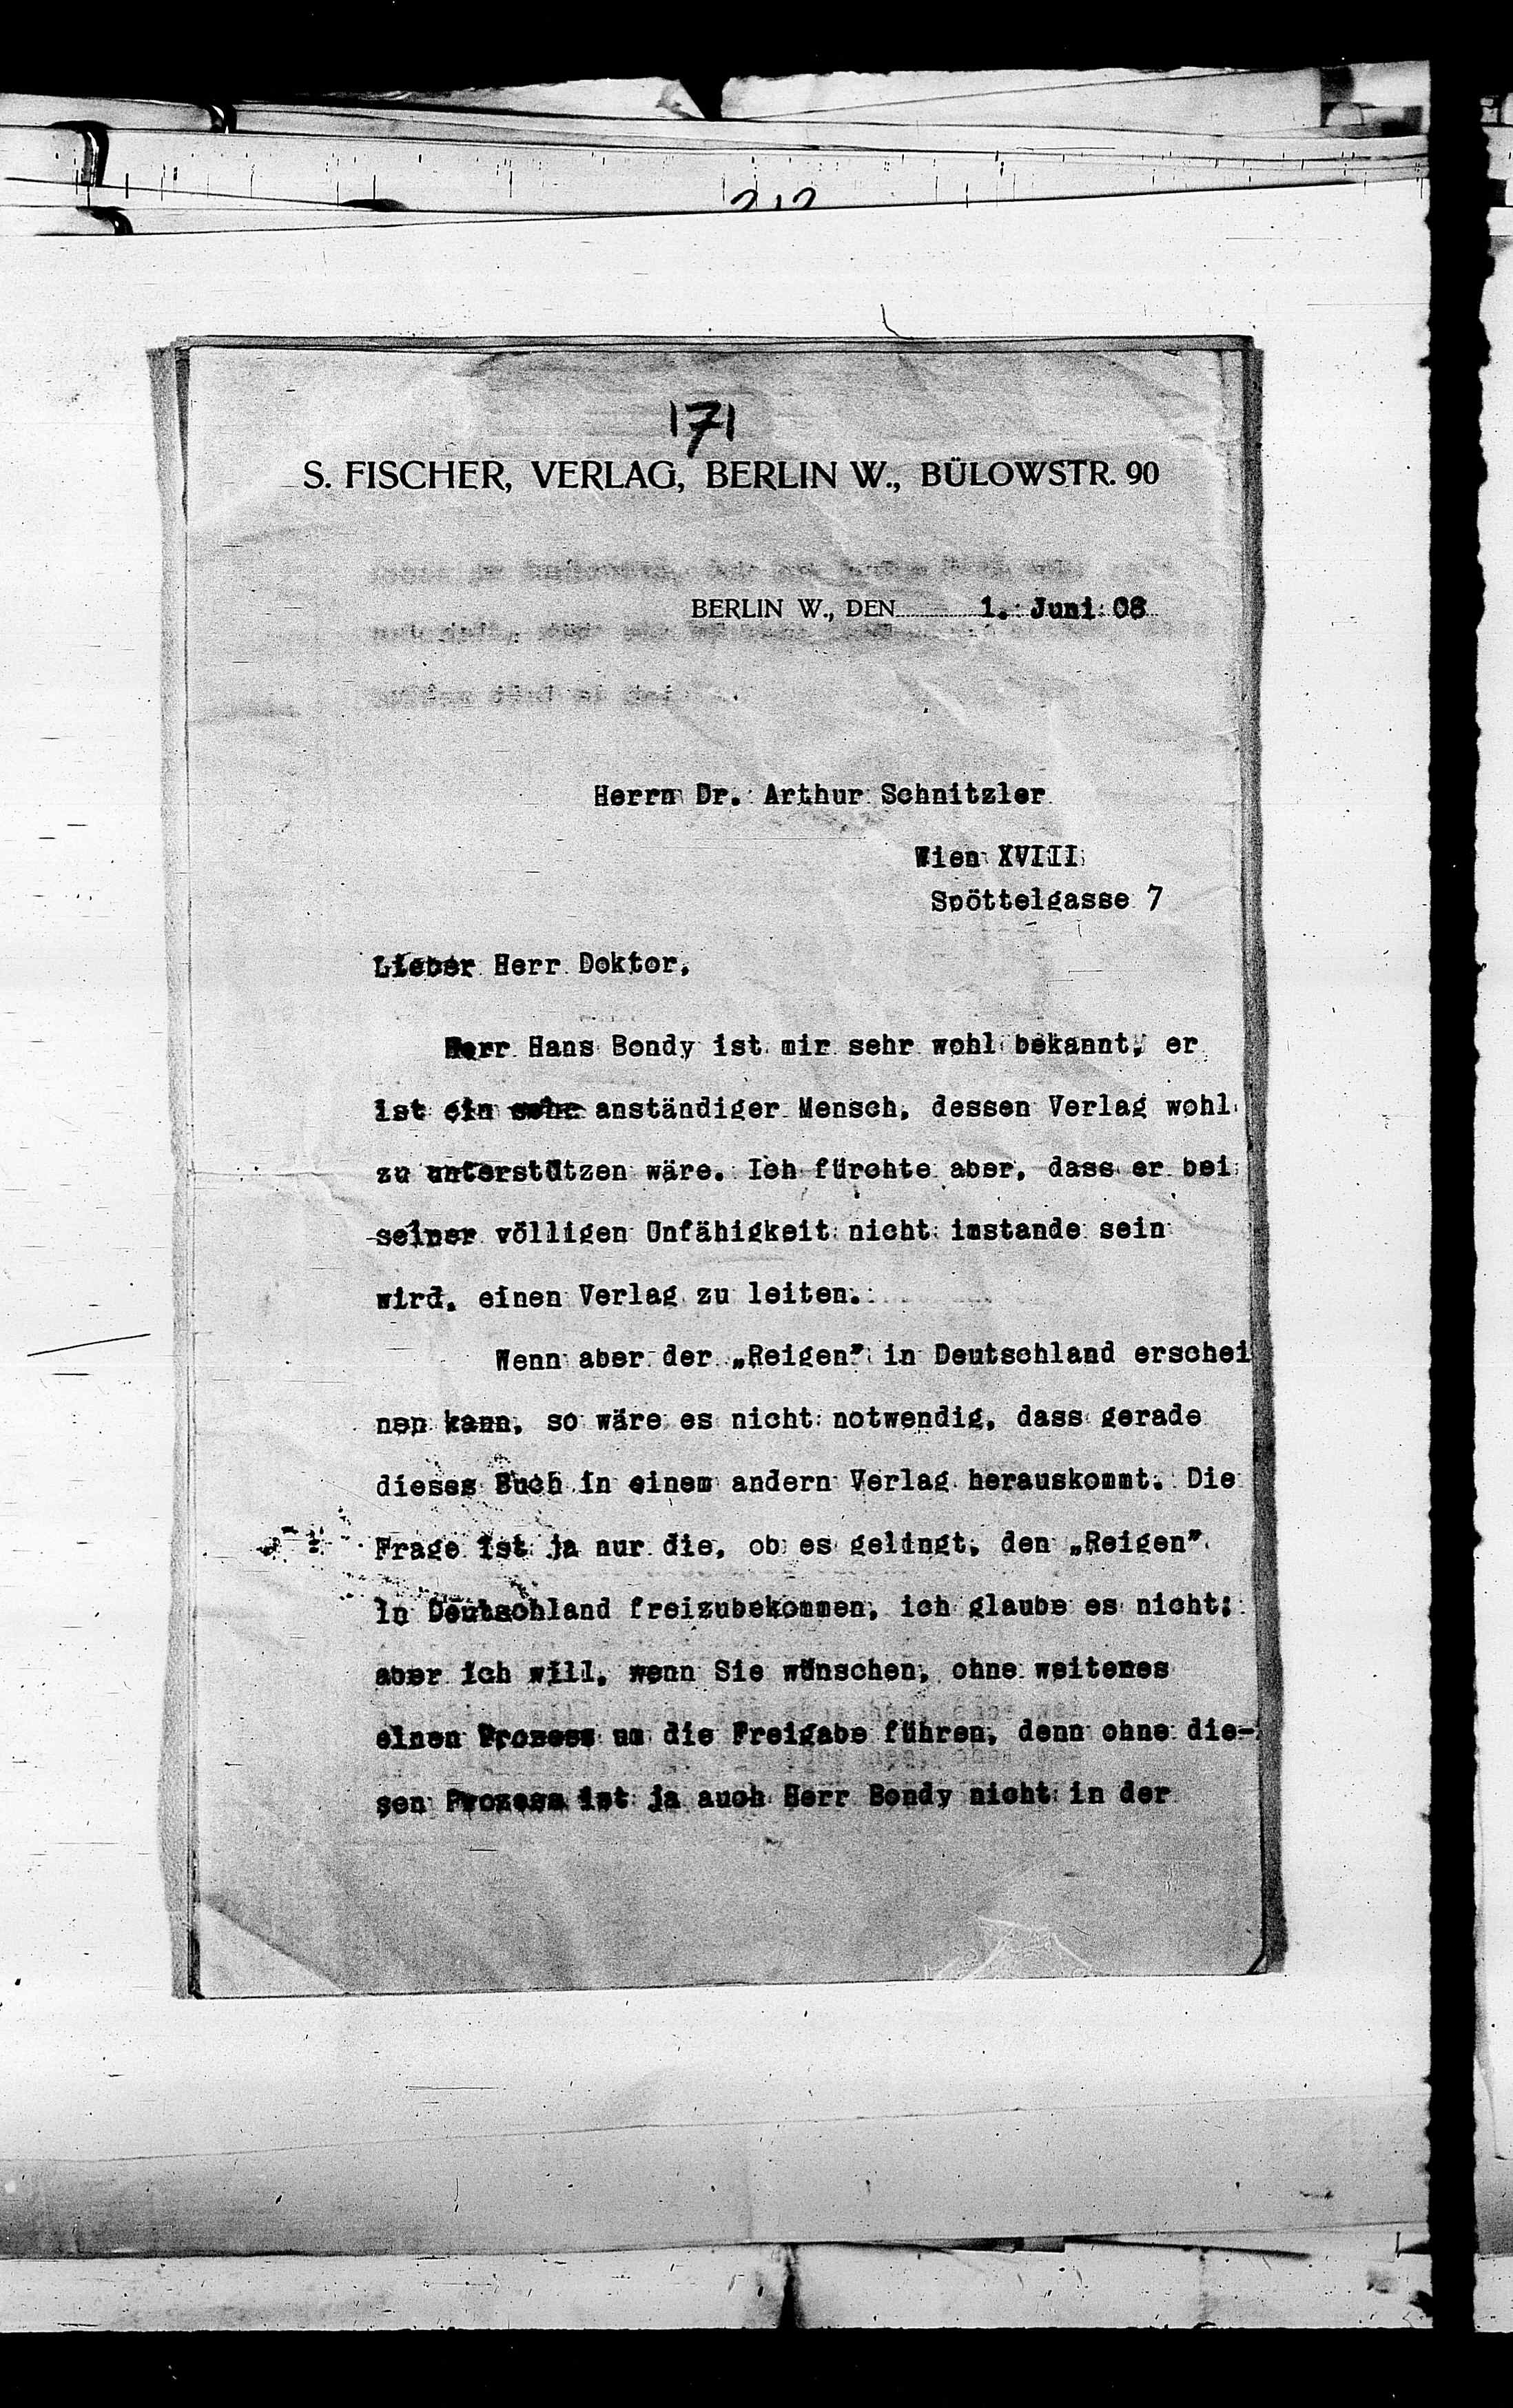 212
171
S. FISCHER, VERLAG, BERLIN W., BÜLOWSTR. 90
BERLIN W., DEN 1. Juni 08
Herrn Dr. Arthur Schnitzler
Wien XVIII
Spöttelgasse 7
Lieber Herr Doktor,
Herr Hans Bondy ist mir sehr wohl bekannt, er
ist ein sehr anständiger Mensch, dessen Verlag wohl
zu unterstützen wäre. Ich fürchte aber, dass er bei
seiner völligen Unfähigkeit nicht imstande sein
wird, einen Verlag zu leiten.
Wenn aber der „Reigen” in Deutschland erschei
nen kann, so wäre es nicht notwendig, dass gerade
dieses Buch in einem andern Verlag herauskommt. Die
Frage ist ja nur die, ob es gelingt, den „Reigen”
in Deutschland freizubekommen, ich glaube es nicht;
aber ich will, wenn Sie wünschen, ohne weiteres
einen Prozess um die Freigabe führen, denn ohne die-
sen Prozess ist ja auch Herr Bondy nicht in der